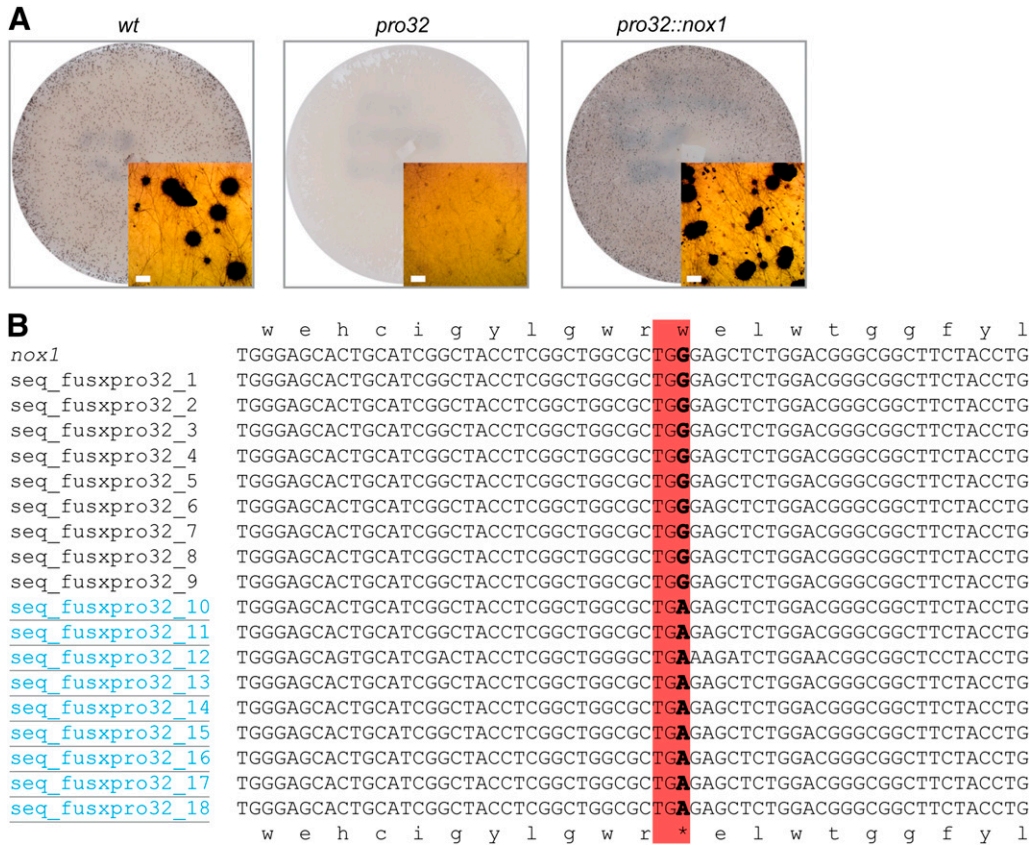 A
wt pro32 pro32::nox1
B
w e h c i g y l g w r w e l w t g g f y l
nox1 TGGGAGCACTGCATCGGCTACCTCGGCTGGCGCTGGGAGCTCTGGACGGGCGGCTTCTACCTG
seq_fusxpro32_1 TGGGAGCACTGCATCGGCTACCTCGGCTGGCGCTGGGAGCTCTGGACGGGCGGCTTCTACCTG
seq_fusxpro32_2 TGGGAGCACTGCATCGGCTACCTCGGCTGGCGCTGGGAGCTCTGGACGGGCGGCTTCTACCTG
seq_fusxpro32_3 TGGGAGCACTGCATCGGCTACCTCGGCTGGCGCTGGGAGCTCTGGACGGGCGGCTTCTACCTG
seq_fusxpro32_4 TGGGAGCACTGCATCGGCTACCTCGGCTGGCGCTGGGAGCTCTGGACGGGCGGCTTCTACCTG
seq_fusxpro32_5 TGGGAGCACTGCATCGGCTACCTCGGCTGGCGCTGGGAGCTCTGGACGGGCGGCTTCTACCTG
seq_fusxpro32_6 TGGGAGCACTGCATCGGCTACCTCGGCTGGCGCTGGGAGCTCTGGACGGGCGGCTTCTACCTG
seq_fusxpro32_7 TGGGAGCACTGCATCGGCTACCTCGGCTGGCGCTGGGAGCTCTGGACGGGCGGCTTCTACCTG
seq_fusxpro32_8 TGGGAGCACTGCATCGGCTACCTCGGCTGGCGCTGGGAGCTCTGGACGGGCGGCTTCTACCTG
seq_fusxpro32_9 TGGGAGCACTGCATCGGCTACCTCGGCTGGCGCTGGGAGCTCTGGACGGGCGGCTTCTACCTG
seq_fusxpro32_10 TGGGAGCACTGCATCGGCTACCTCGGCTGGCGCTGAGAGCTCTGGACGGGCGGCTTCTACCTG
seq_fusxpro32_11 TGGGAGCACTGCATCGGCTACCTCGGCTGGCGCTGAGAGCTCTGGACGGGCGGCTTCTACCTG
seq_fusxpro32_12 TGGGAGCAGTGCATCGACTACCTCGGCTGGGGCTGAAAGATCTGGAACGGCGGCTCCTACCTG
seq_fusxpro32_13 TGGGAGCACTGCATCGGCTACCTCGGCTGGCGCTGAGAGCTCTGGACGGGCGGCTTCTACCTG
seq_fusxpro32_14 TGGGAGCACTGCATCGGCTACCTCGGCTGGCGCTGAGAGCTCTGGACGGGCGGCTTCTACCTG
seq_fusxpro32_15 TGGGAGCACTGCATCGGCTACCTCGGCTGGCGCTGAGAGCTCTGGACGGGCGGCTTCTACCTG
seq_fusxpro32_16 TGGGAGCACTGCATCGGCTACCTCGGCTGGCGCTGAGAGCTCTGGACGGGCGGCTTCTACCTG
seq_fusxpro32_17 TGGGAGCACTGCATCGGCTACCTCGGCTGGCGCTGAGAGCTCTGGACGGGCGGCTTCTACCTG
seq_fusxpro32_18 TGGGAGCACTGCATCGGCTACCTCGGCTGGCGCTGAGAGCTCTGGACGGGCGGCTTCTACCTG
w e h c i g y l g w r * e l w t g g f y l